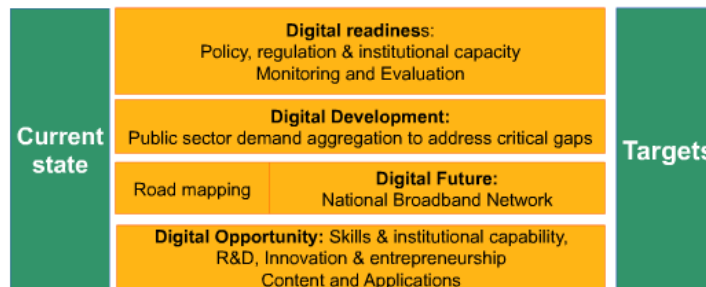 Digital readiness:
Policy, regulation & institutional capacity
Monitoring and Evaluation
Current
state
Digital Development:
Public sector demand aggregation to address critical gaps
Targets
Road mapping
Digital Future:
National Broadband Network
Digital Opportunity: Skills & institutional capability,
R&D, Innovation & entrepreneurship
Content and Applications